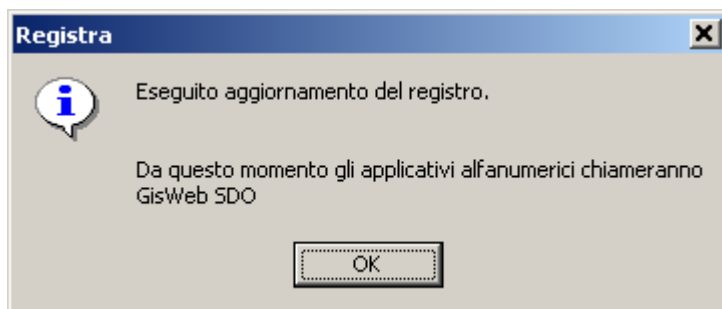 Registra
Eseguito aggiornamento del registro.
Da questo momento gli applicativi alfanumerici chiameranno
GisWeb SDO
OK